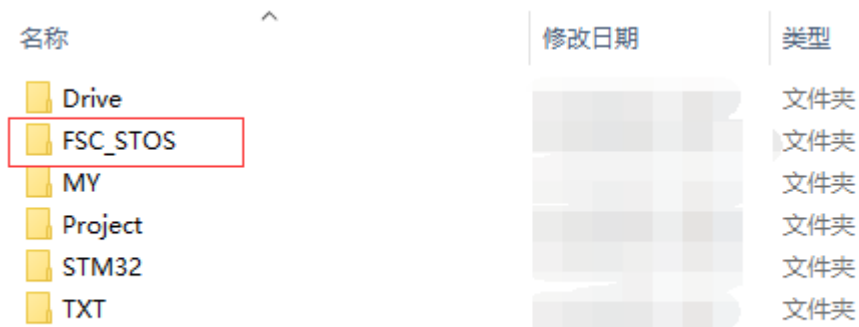 名称 修改日期 类型
Drive 文件夹
FSC_STOS 文件夹
MY 文件夹
Project 文件夹
STM32 文件夹
TXT 文件夹